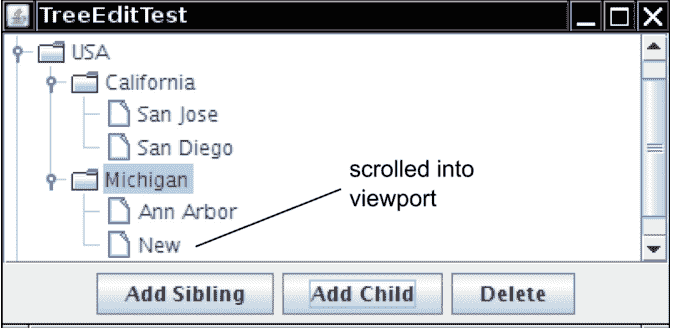 TreeEditTest
USA
California
San Jose
San Diego
Michigan
Ann Arbor
New
scrolled into
viewport
Add Sibling
Add Child
Delete